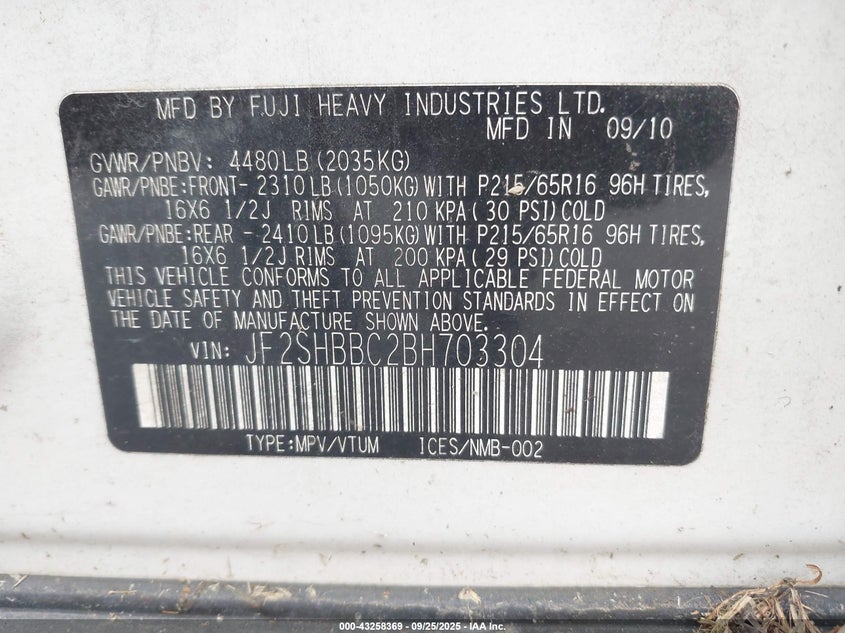 MFD BY FUJI HEAVY INDUSTRIES LTD.
MFD IN 09/10
GVWR/PNBV: 4480LB(2035KG)
GAWR/PNBE:FRONT- 2310LB(1050KG)WITH P215/65R16 96H TIRES,
16X6 1/2J RIMS AT 210 KPA(30 PSI)COLD
GAWR/PNBE:REAR - 2410LB(1095KG)WITH P215/65R16 96H TIRES,
16X6 1/2J RIMS AT 200 KPA(29 PSI)COLD
THIS VEHICLE CONFORMS TO ALL APPLICABLE FEDERAL MOTOR
VEHICLE SAFETY AND THEFT PREVENTION STANDARDS IN EFFECT ON
THE DATE OF MANUFACTURE SHOWN ABOVE.
VIN: JF2SHBBC2BH703304
TYPE:MPV/VTUM ICES/NMB-002
000-43258369 - 09/25/2025 - IAA Inc.